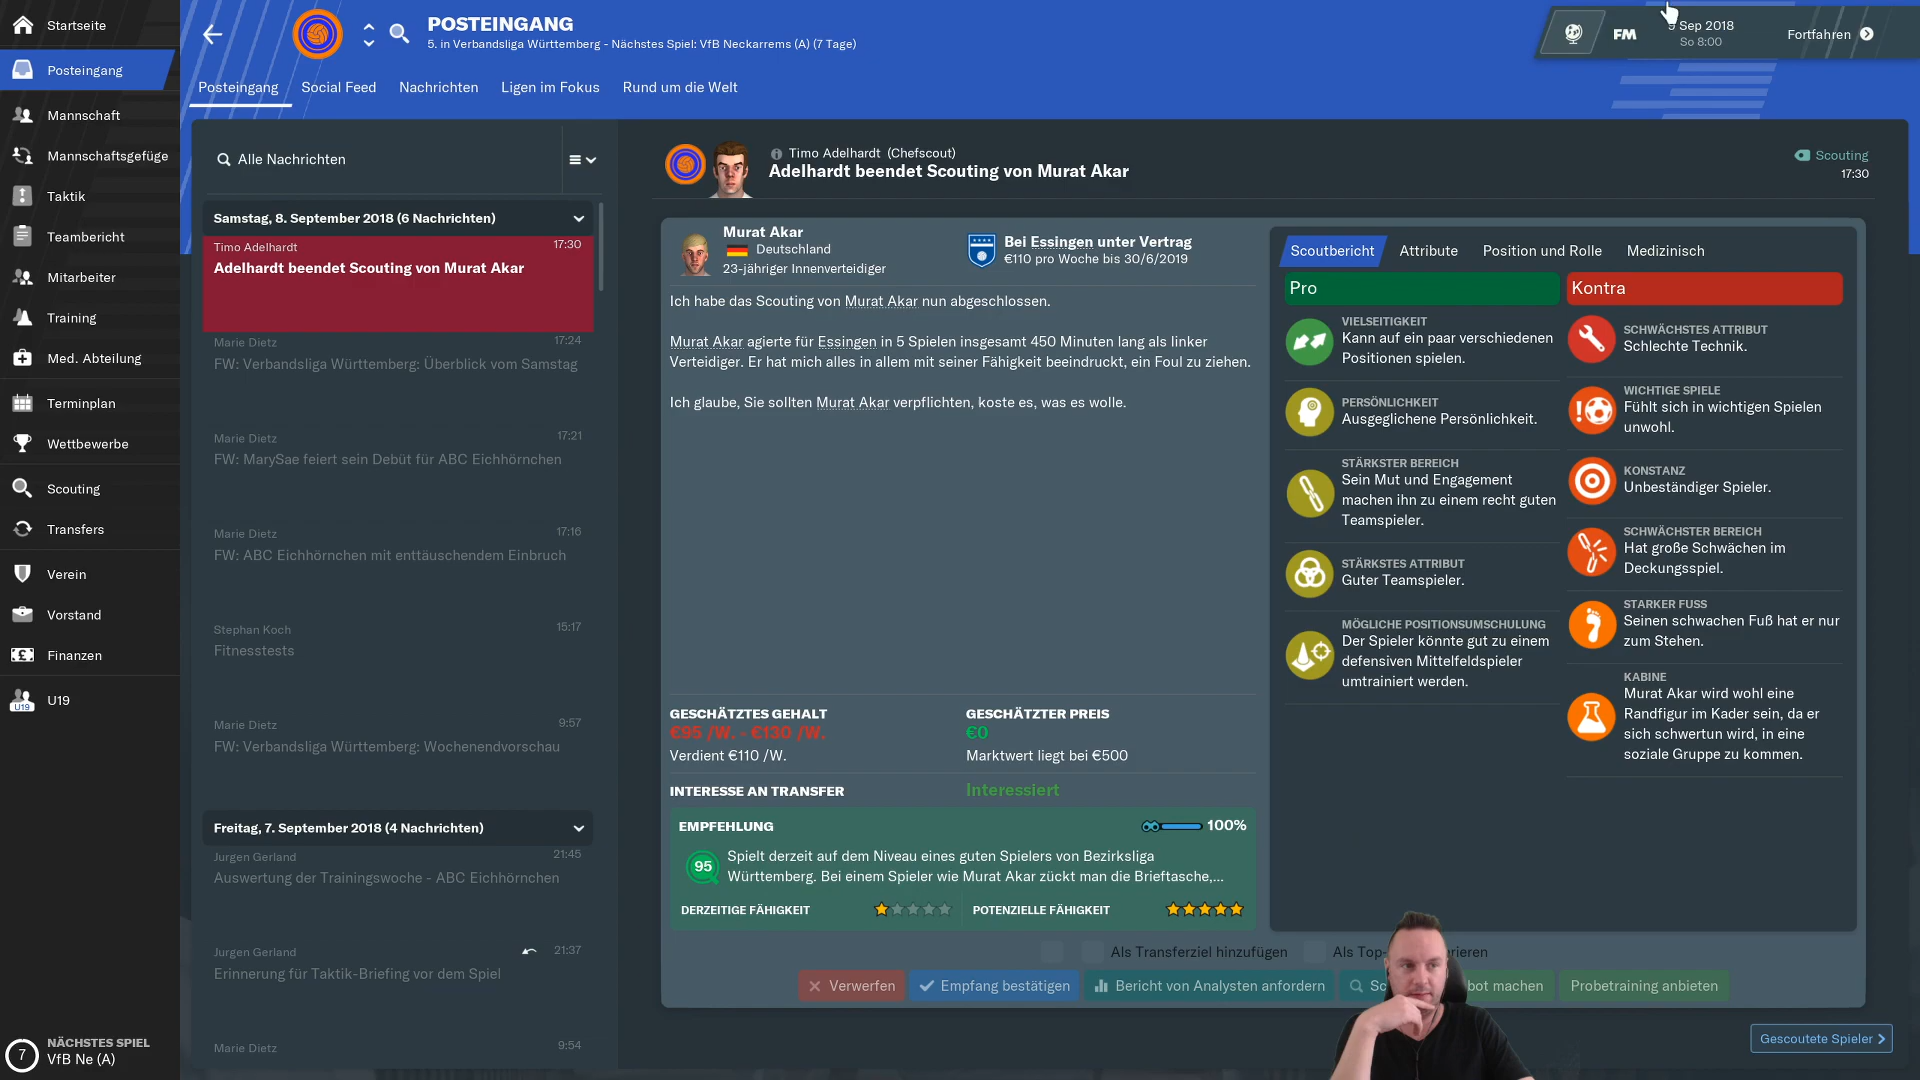 Startseite
Posteingang
Mannschaft
Mannschaftsgefüge
Taktik
Teambericht
Mitarbeiter
Training
Med. Abteilung
Terminplan
Wettbewerbe
Scouting
Transfers
Verein
Vorstand
Finanzen
U19
U19
7
NÄCHSTES SPIEL
VfB Ne (A)
POSTEINGANG
5. in Verbandsliga Württemberg - Nächstes Spiel: VfB Neckarrems (A) (7 Tage)
FM
Sep 2018
So 8:00
Fortfahren
Posteingang
Social Feed
Nachrichten
Ligen im Fokus
Rund um die Welt
Alle Nachrichten
Samstag, 8. September 2018 (6 Nachrichten)
Timo Adelhardt 17:30
Adelhardt beendet Scouting von Murat Akar
Marie Dietz 17:24
FW: Verbandsliga Württemberg: Überblick vom Samstag
Marie Dietz 17:21
FW: MarySae feiert sein Debüt für ABC Eichhörnchen
Marie Dietz 17:16
FW: ABC Eichhörnchen mit enttäuschendem Einbruch
Stephan Koch 15:17
Fitnesstests
Marie Dietz 9:57
FW: Verbandsliga Württemberg: Wochenendvorschau
Freitag, 7. September 2018 (4 Nachrichten)
Jurgen Gerland 21:45
Auswertung der Trainingswoche - ABC Eichhörnchen
Jurgen Gerland 21:37
Erinnerung für Taktik-Briefing vor dem Spiel
Marie Dietz 9:54
Timo Adelhardt (Chefscout)
Adelhardt beendet Scouting von Murat Akar
Scouting
17:30
Murat Akar
Deutschland
23-jähriger Innenverteidiger
Bei Essingen unter Vertrag
€110 pro Woche bis 30/6/2019
Ich habe das Scouting von Murat Akar nun abgeschlossen.
Murat Akar agierte für Essingen in 5 Spielen insgesamt 450 Minuten lang als linker
Verteidiger. Er hat mich alles in allem mit seiner Fähigkeit beeindruckt, ein Foul zu ziehen.
Ich glaube, Sie sollten Murat Akar verpflichten, koste es, was es wolle.
GESCHÄTZTES GEHALT
€95 /W. - €130 /W.
Verdient €110 /W.
GESCHÄTZTER PREIS
€0
Marktwert liegt bei €500
INTERESSE AN TRANSFER
Interessiert
EMPFEHLUNG
100%
95
Spielt derzeit auf dem Niveau eines guten Spielers von Bezirksliga
Württemberg. Bei einem Spieler wie Murat Akar zückt man die Brieftasche,...
DERZEITIGE FÄHIGKEIT
POTENZIELLE FÄHIGKEIT
Scoutbericht
Attribute
Position und Rolle
Medizinisch
Pro
VIELSEITIGKEIT
Kann auf ein paar verschiedenen
Positionen spielen.
PERSÖNLICHKEIT
Ausgeglichene Persönlichkeit.
STÄRKSTER BEREICH
Sein Mut und Engagement
machen ihn zu einem recht guten
Teamspieler.
STÄRKSTES ATTRIBUT
Guter Teamspieler.
MÖGLICHE POSITIONSUMSCHULUNG
Der Spieler könnte gut zu einem
defensiven Mittelfeldspieler
umtrainiert werden.
Kontra
SCHWÄCHSTES ATTRIBUT
Schlechte Technik.
WICHTIGE SPIELE
Fühlt sich in wichtigen Spielen
unwohl.
KONSTANZ
Unbeständiger Spieler.
SCHWÄCHSTER BEREICH
Hat große Schwächen im
Deckungsspiel.
STARKER FUSS
Seinen schwachen Fuß hat er nur
zum Stehen.
KABINE
Murat Akar wird wohl eine
Randfigur im Kader sein, da er
sich schwertun wird, in eine
soziale Gruppe zu kommen.
Als Transferziel hinzufügen
Als Top-
Verwerfen
Empfang bestätigen
Bericht von Analysten anfordern
machen
Probetraining anbieten
Gescoutete Spieler